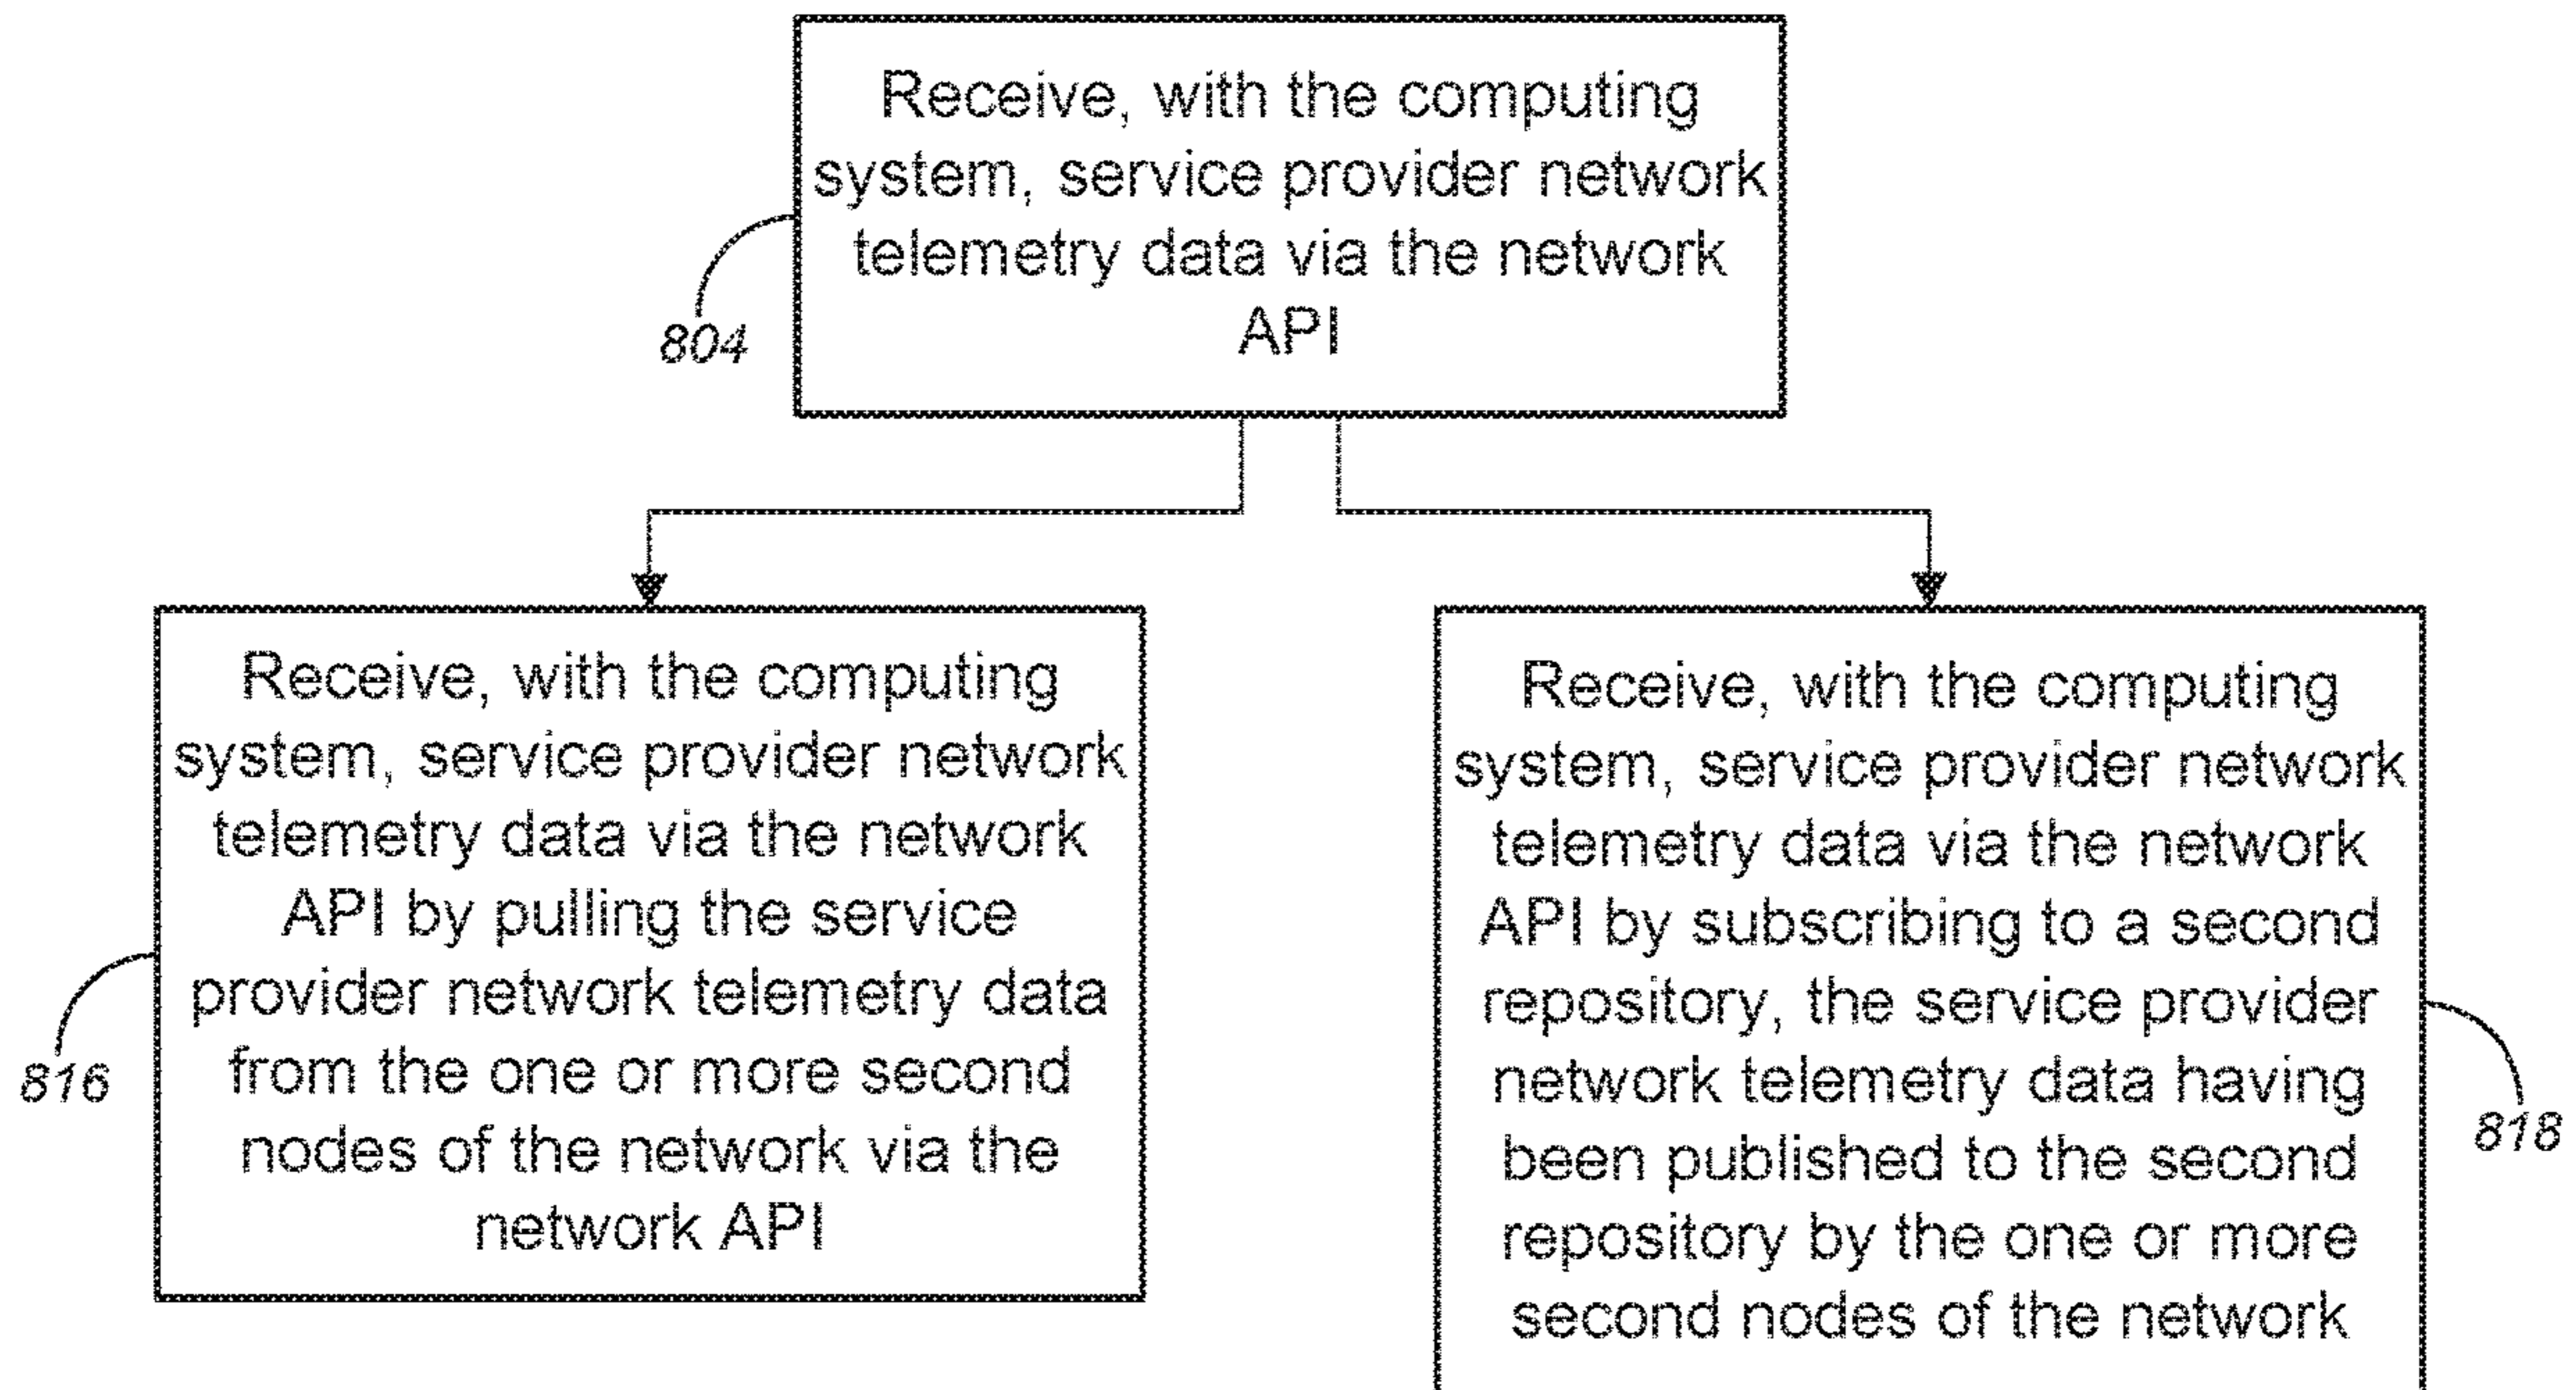 Receive, with the computing
system, service provider network
telemetry data via the network
API
804
Receive, with the computing
system, service provider network
telemetry data via the network
API by pulling the service
provider network telemetry data
from the one or more second
nodes of the network via the
network API
816
Receive, with the computing
system, service provider network
telemetry data via the network
API by subscribing to a second
repository, the service provider
network telemetry data having
been published to the second
repository by the one or more
second nodes of the network
818